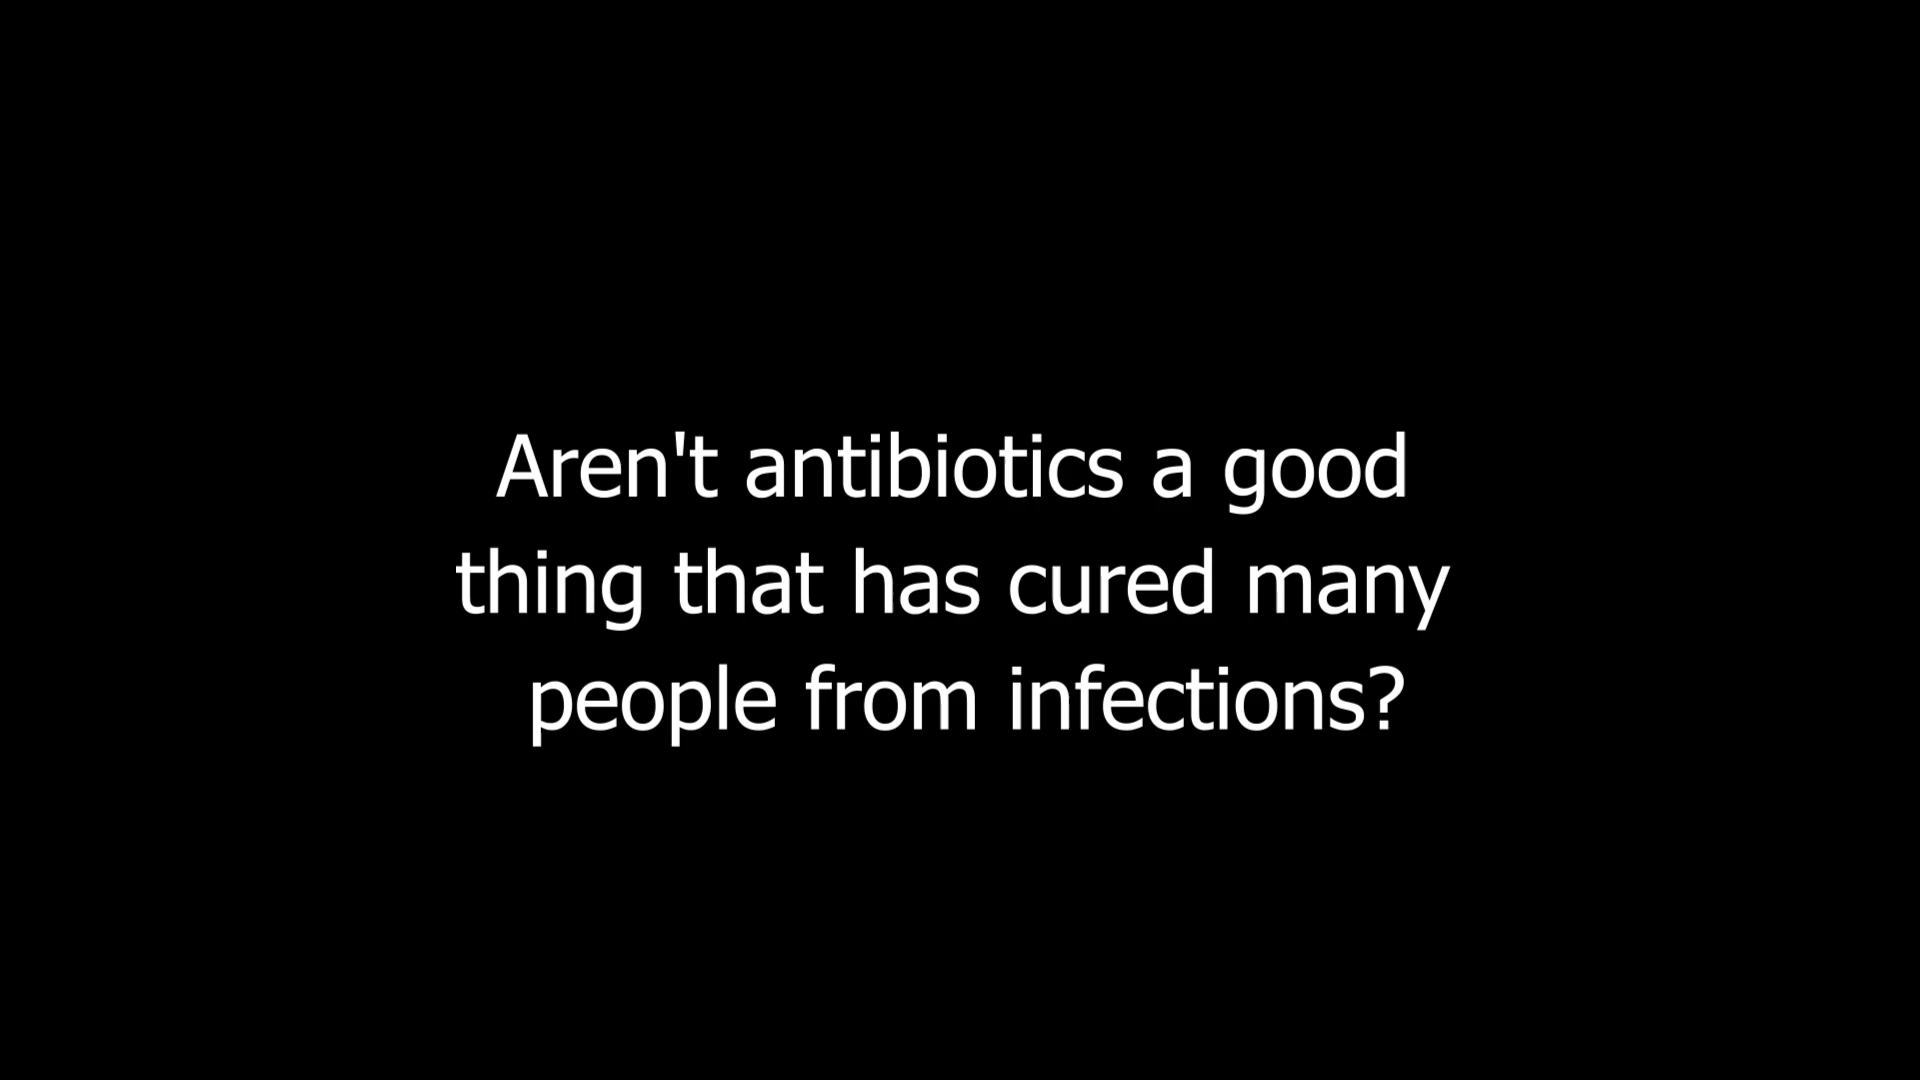 Aren't antibiotics a good
thing that has cured many
people from infections?